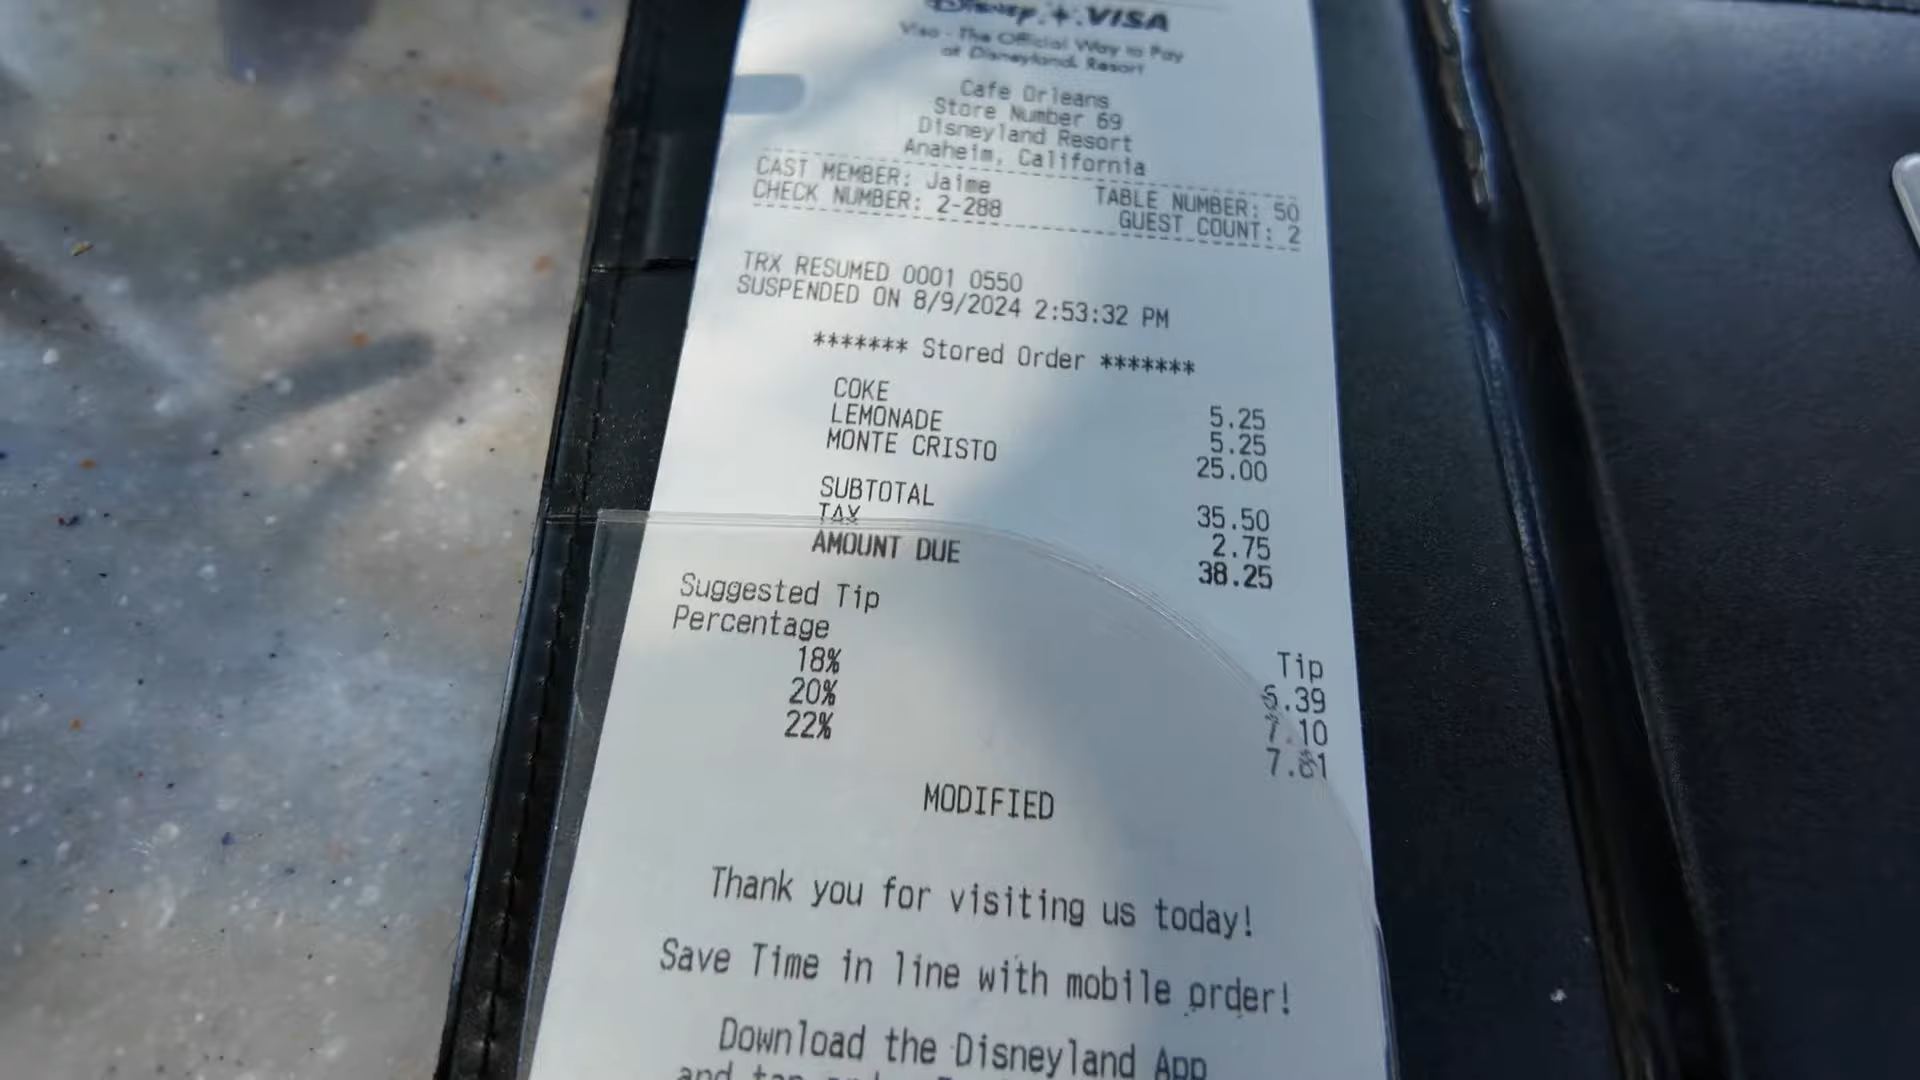 Disney + VISA
Visa - The Official Way to Pay
at Disneyland Resort
Cafe Orleans
Store Number 69
Disneyland Resort
Anaheim, California
CAST MEMBER: Jaime TABLE NUMBER: 50
CHECK NUMBER: 2-288 GUEST COUNT: 2
TRX RESUMED 0001 0550
SUSPENDED ON 8/9/2024 2:53:32 PM
******* Stored Order *******
COKE 5.25
LEMONADE 5.25
MONTE CRISTO 25.00
SUBTOTAL 35.50
TAX 2.75
AMOUNT DUE 38.25
Suggested Tip
Percentage Tip
18% 6.39
20% 7.10
22% 7.81
MODIFIED
Thank you for visiting us today!
Save Time in line with mobile order!
Download the Disneyland App
and tap